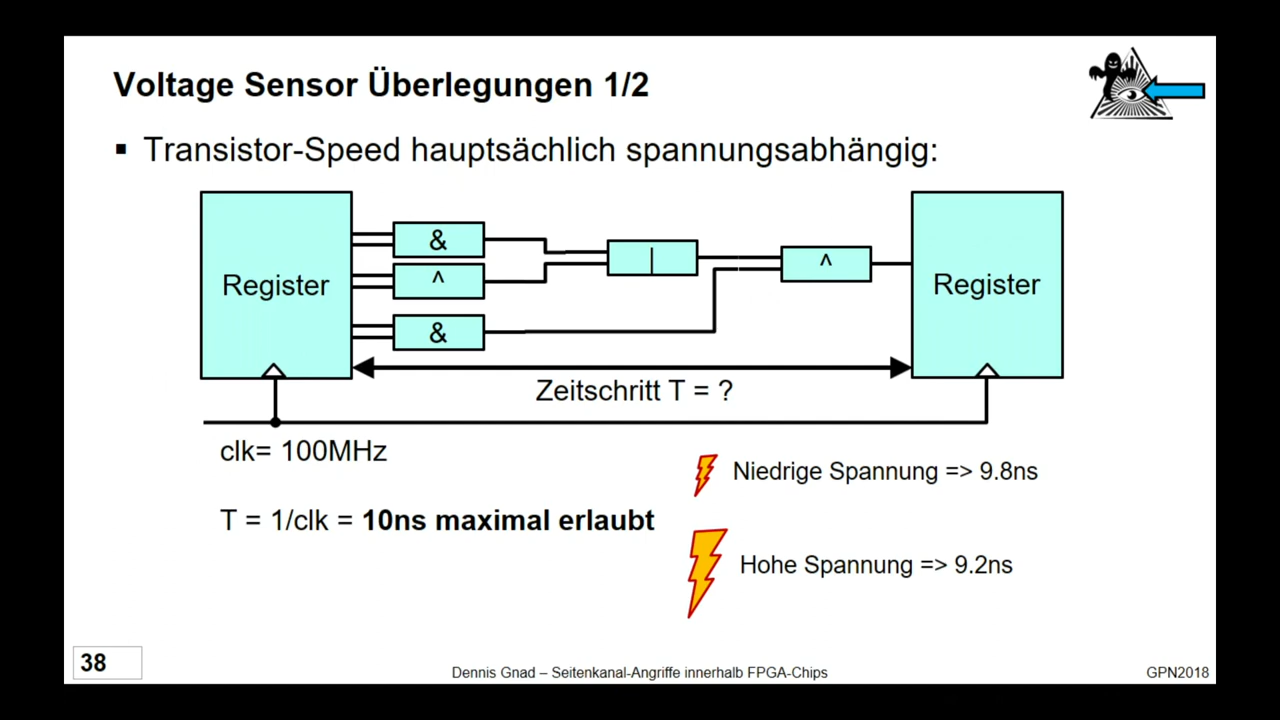 Voltage Sensor Überlegungen 1/2
▪ Transistor-Speed hauptsächlich spannungsabhängig:
Register
&
^
&
|
^
Register
Zeitschritt T = ?
clk= 100MHz
Niedrige Spannung => 9.8ns
T = 1/clk = 10ns maximal erlaubt
Hohe Spannung => 9.2ns
38
Dennis Gnad – Seitenkanal-Angriffe innerhalb FPGA-Chips
GPN2018